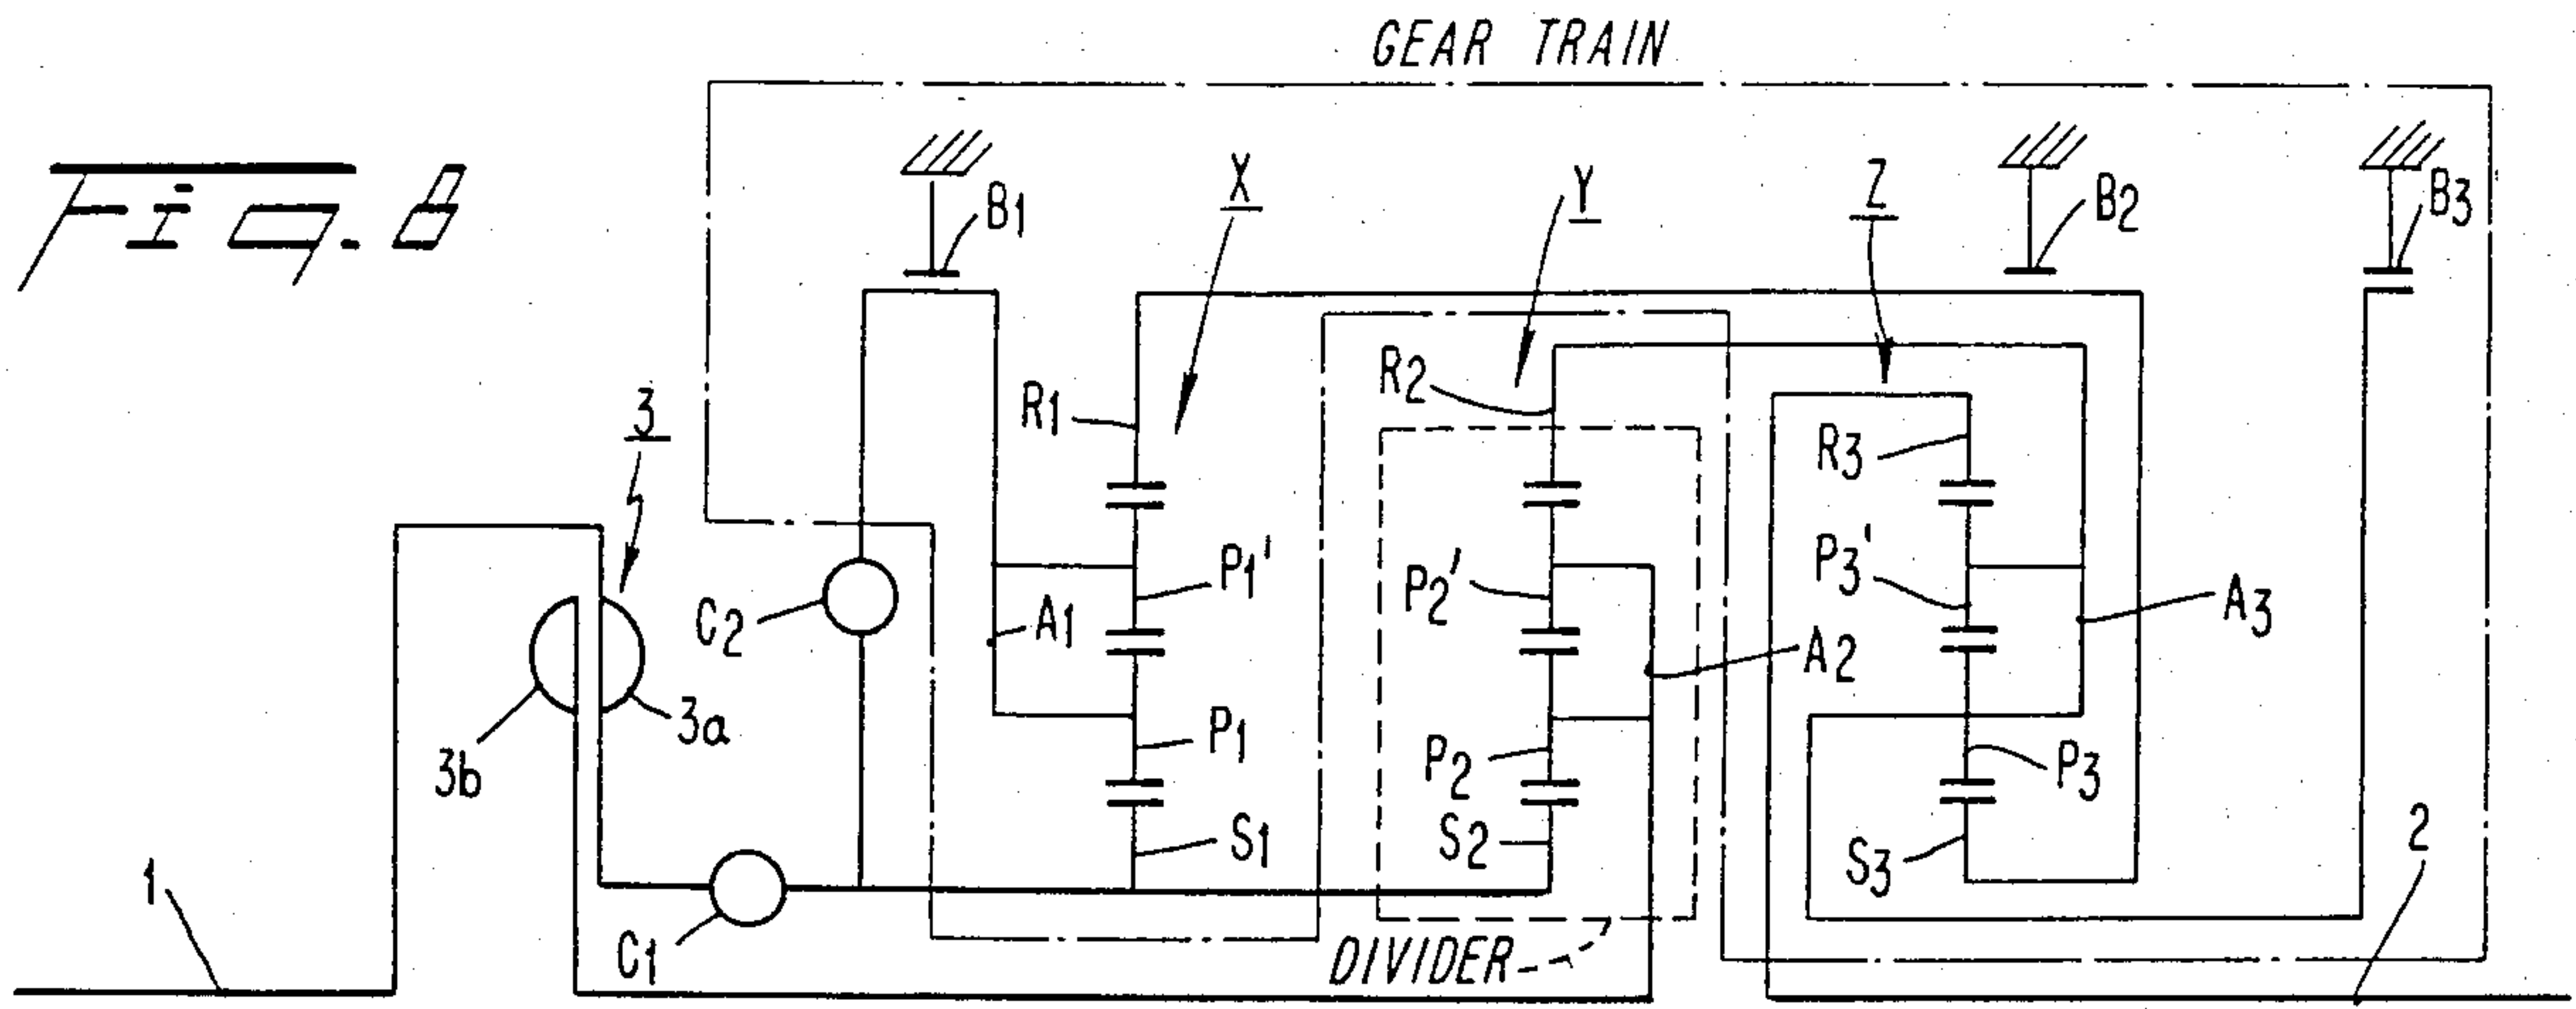 GEAR TRAIN
Fig. 8
B1
X
Y
Z
B2
B3
R1
R2
R3
3
C2
A1
P1'
P2'
P3'
A2
A3
3b
3a
P1
P2
P3
S1
S2
S3
C1
1
2
DIVIDER